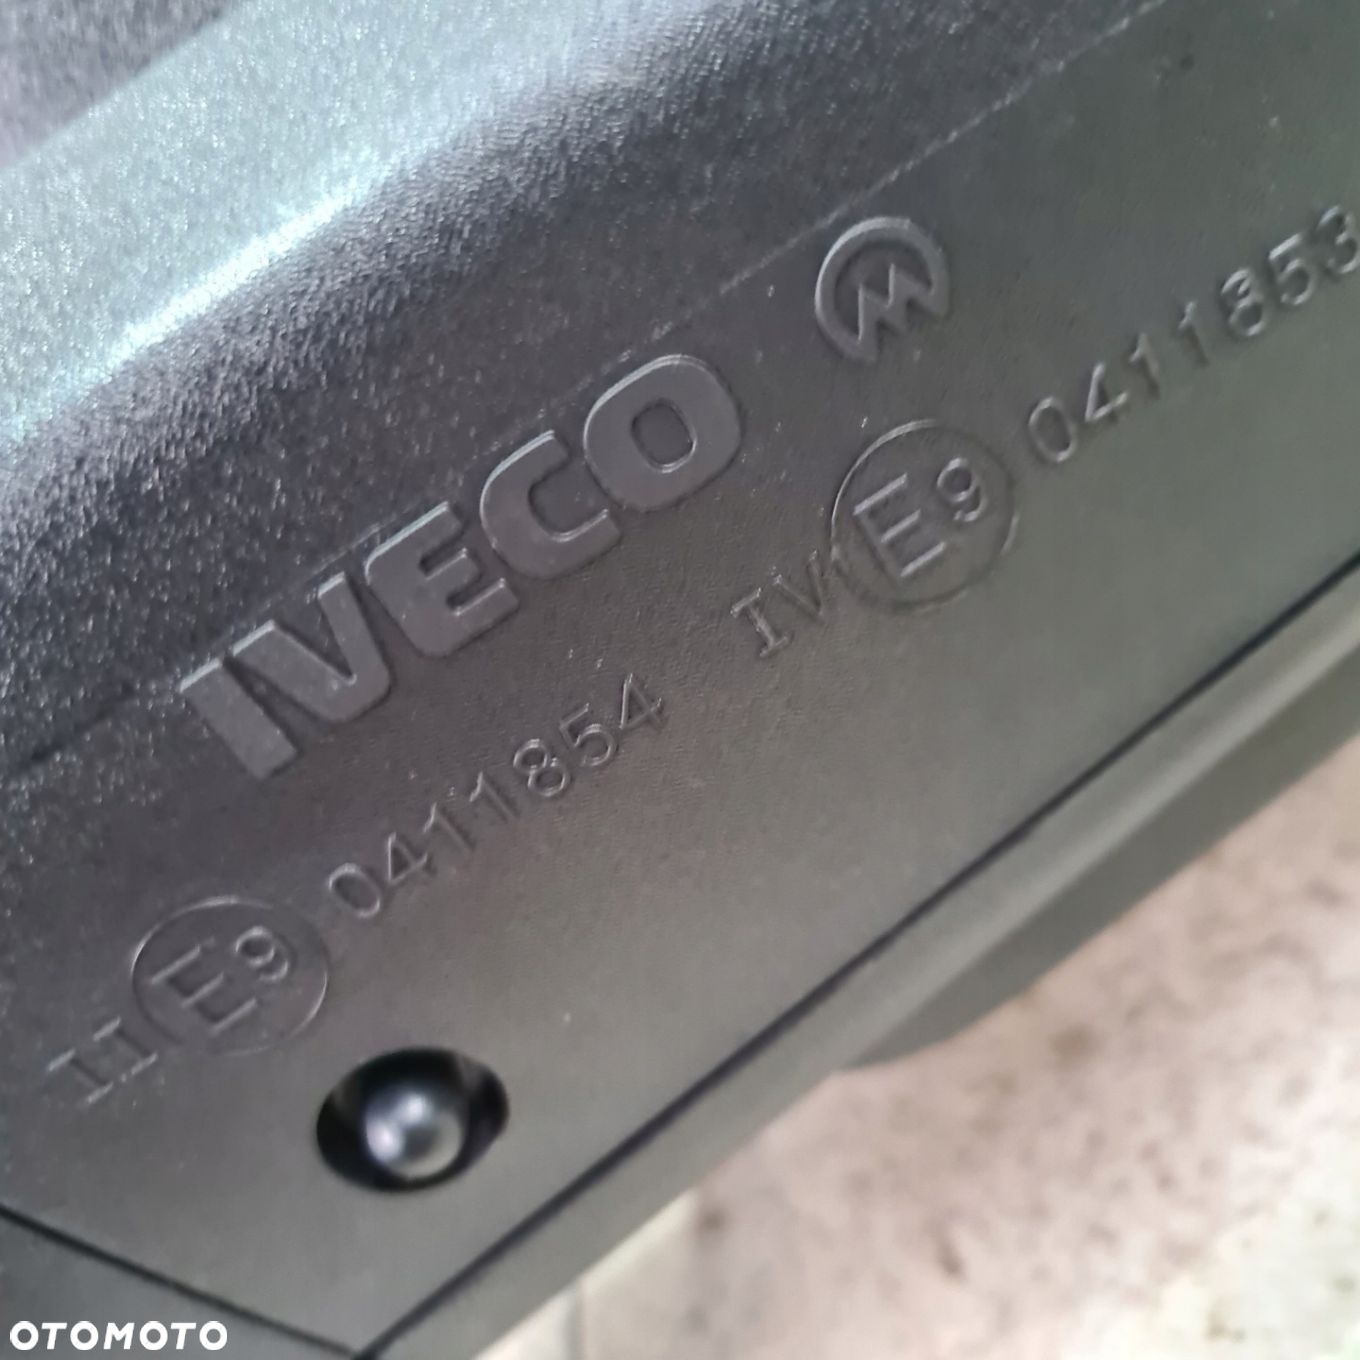 IVECO
IV E9 0411853
II E9 0411854
OTOMOTO